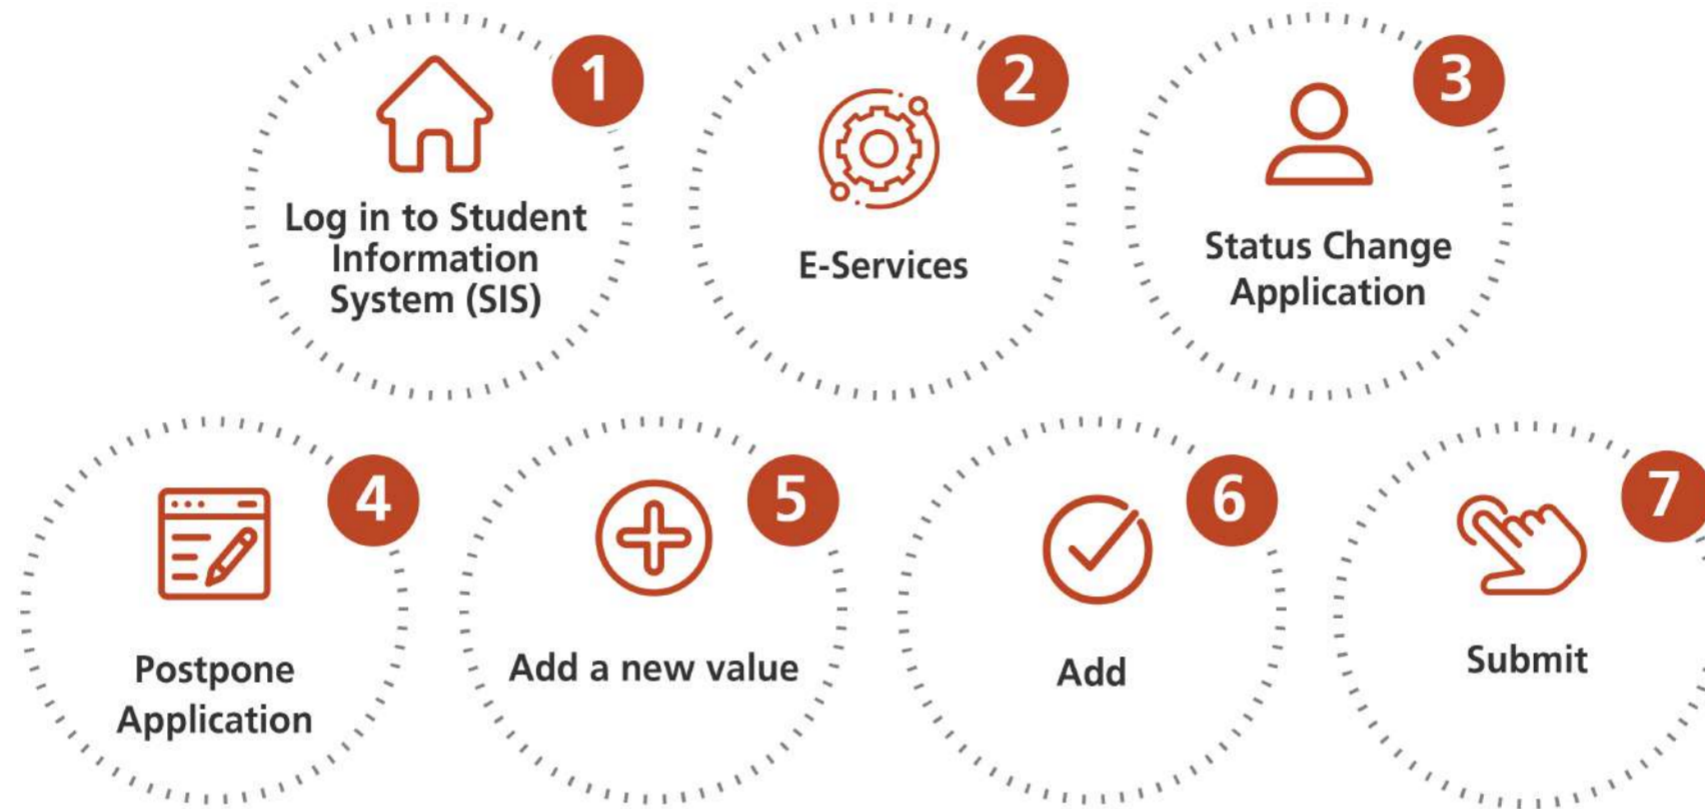 1
Log in to Student
Information
System (SIS)
2
E-Services
3
Status Change
Application
4
Postpone
Application
5
Add a new value
6
Add
7
Submit